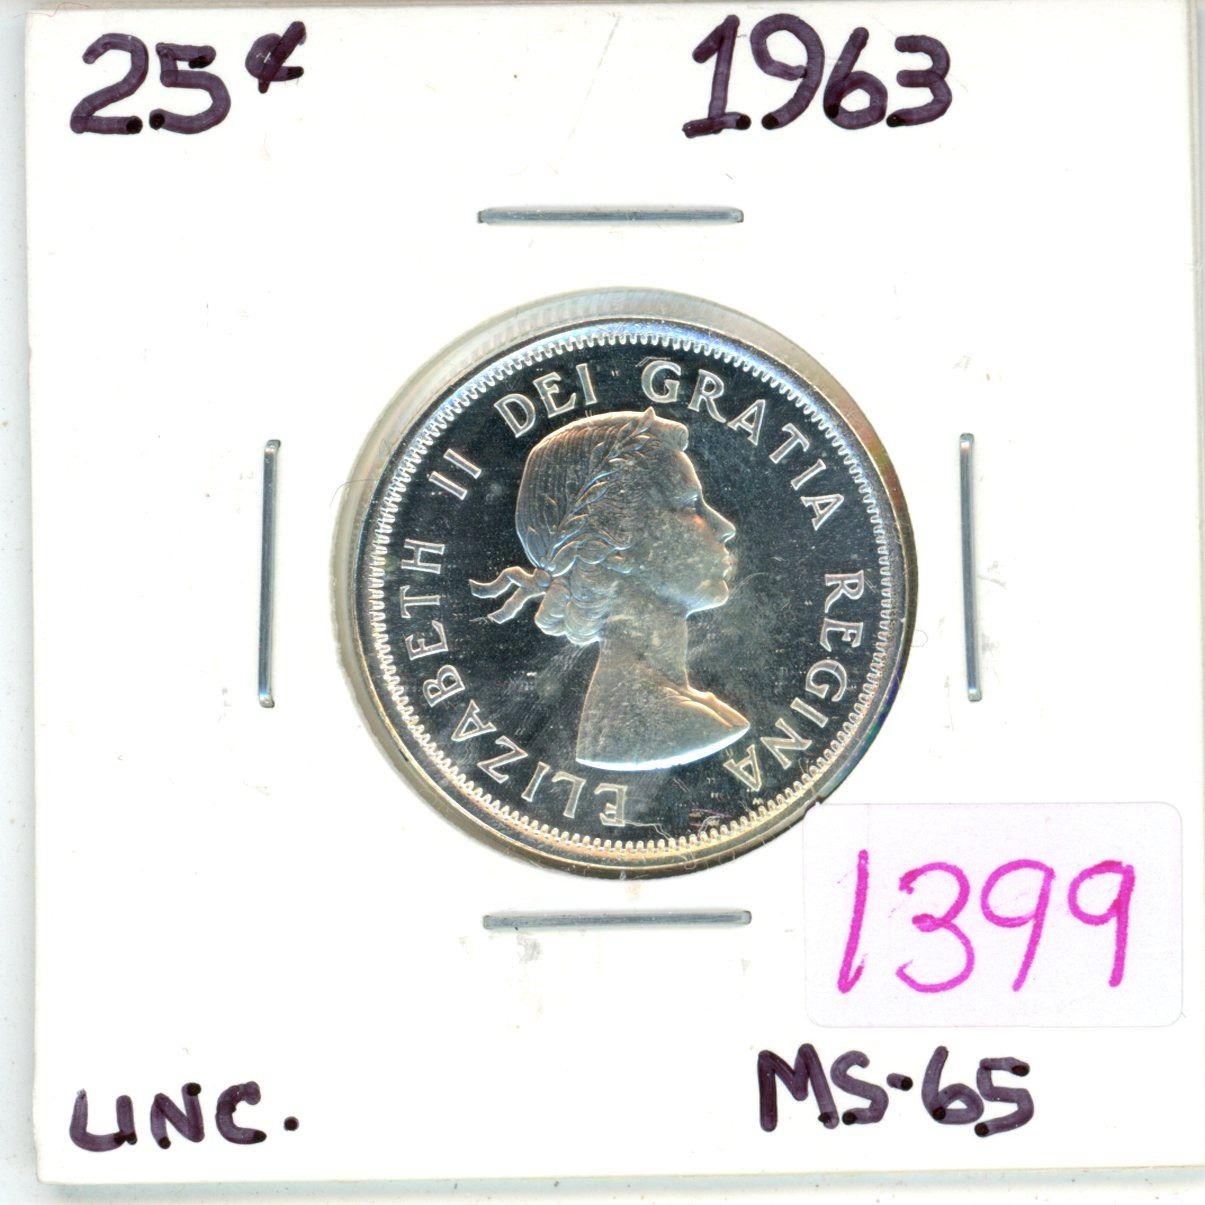 25¢ 1963
ELIZABETH II DEI GRATIA REGINA
1399
UNC. MS-65